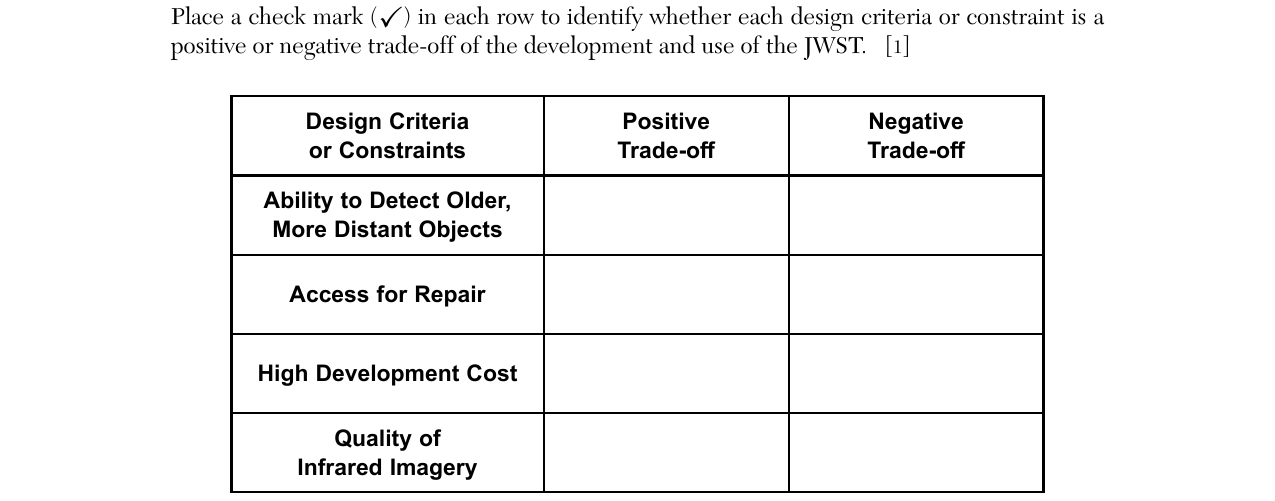 Place a check mark (✓) in each row to identify whether each design criteria or constraint is a
positive or negative trade-off of the development and use of the JWST. [1]
Design Criteria
or Constraints
Positive
Trade-off
Negative
Trade-off
Ability to Detect Older,
More Distant Objects
Access for Repair
High Development Cost
Quality of
Infrared Imagery